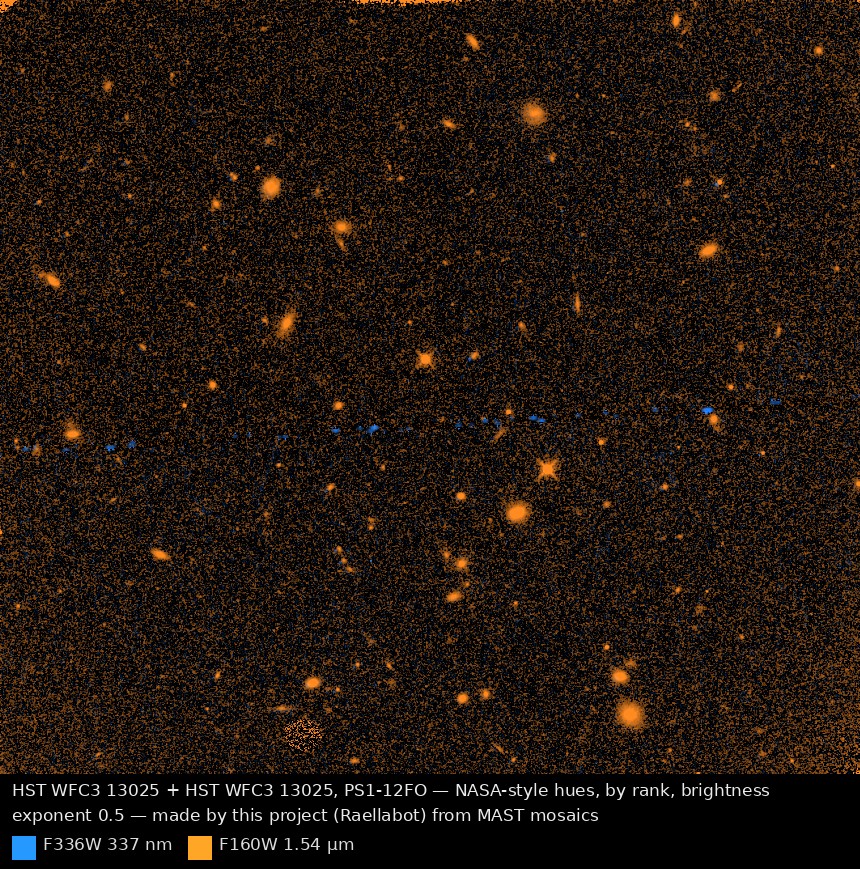 HST WFC3 13025 + HST WFC3 13025, PS1-12FO — NASA-style hues, by rank, brightness
exponent 0.5 — made by this project (Raellabot) from MAST mosaics
F336W 337 nm F160W 1.54 µm